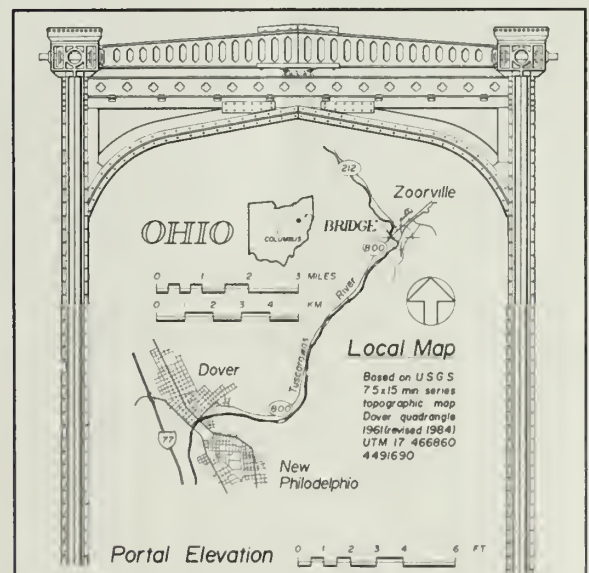 212
Zoorville
OHIO
COLUMBUS
BRIDGE
800
0 1 2 3 MILES
0 1 2 3 4 KM
Tuscarawas River
Local Map
Based on USGS
7.5x15 min series
topographic map
Dover quadrangle
1961(revised 1984)
UTM 17 466860
4491690
Dover
800
77
New
Philadelphia
Portal Elevation
0 1 2 3 4 6 FT